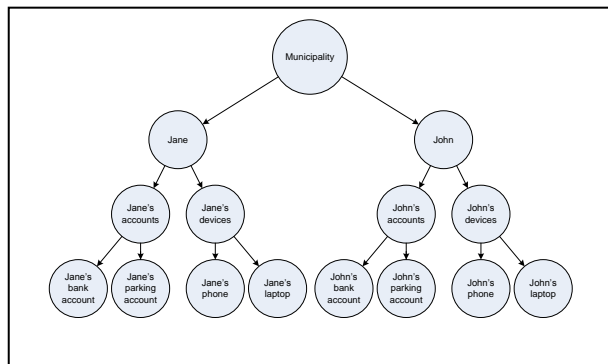 Municipality
Jane
John
Jane's
accounts
Jane's
devices
John's
accounts
John's
devices
Jane's
bank
account
Jane's
parking
account
Jane's
phone
Jane's
laptop
John's
bank
account
John's
parking
account
John's
phone
John's
laptop